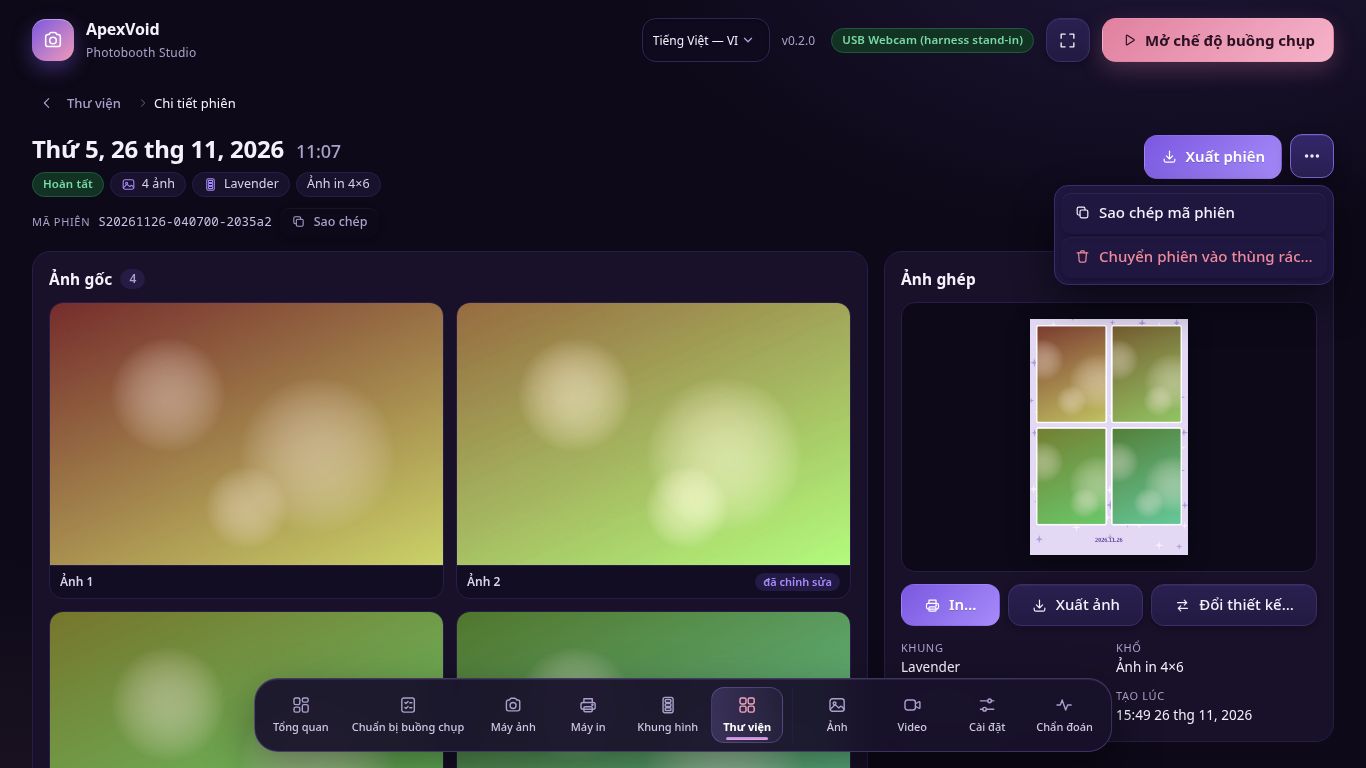 ApexVoid
Photobooth Studio
Tiếng Việt — VI
v0.2.0
USB Webcam (harness stand-in)
Mở chế độ buồng chụp
Thư viện
Chi tiết phiên
Thứ 5, 26 thg 11, 2026 11:07
Xuất phiên
Hoàn tất
4 ảnh
Lavender
Ảnh in 4×6
MÃ PHIÊN S20261126-040700-2035a2
Sao chép
Sao chép mã phiên
Chuyển phiên vào thùng rác...
Ảnh gốc 4
Ảnh 1
Ảnh 2
đã chỉnh sửa
Ảnh ghép
2026.11.26
In...
Xuất ảnh
Đổi thiết kế...
KHUNG
Lavender
KHỔ
Ảnh in 4×6
TẠO LÚC
15:49 26 thg 11, 2026
Tổng quan
Chuẩn bị buồng chụp
Máy ảnh
Máy in
Khung hình
Thư viện
Ảnh
Video
Cài đặt
Chẩn đoán